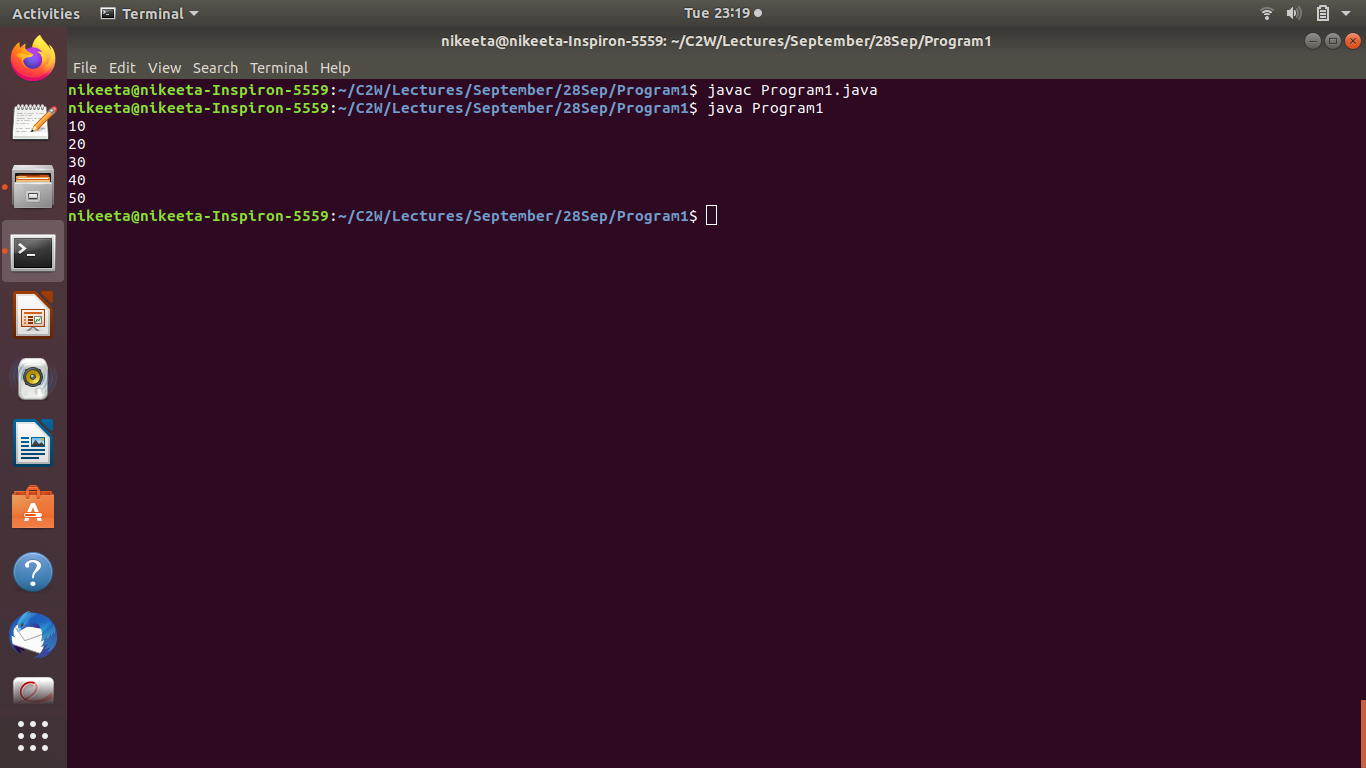 Activities Terminal Tue 23:19
nikeeta@nikeeta-Inspiron-5559: ~/C2W/Lectures/September/28Sep/Program1
File Edit View Search Terminal Help
nikeeta@nikeeta-Inspiron-5559:~/C2W/Lectures/September/28Sep/Program1$ javac Program1.java
nikeeta@nikeeta-Inspiron-5559:~/C2W/Lectures/September/28Sep/Program1$ java Program1
10
20
30
40
50
nikeeta@nikeeta-Inspiron-5559:~/C2W/Lectures/September/28Sep/Program1$